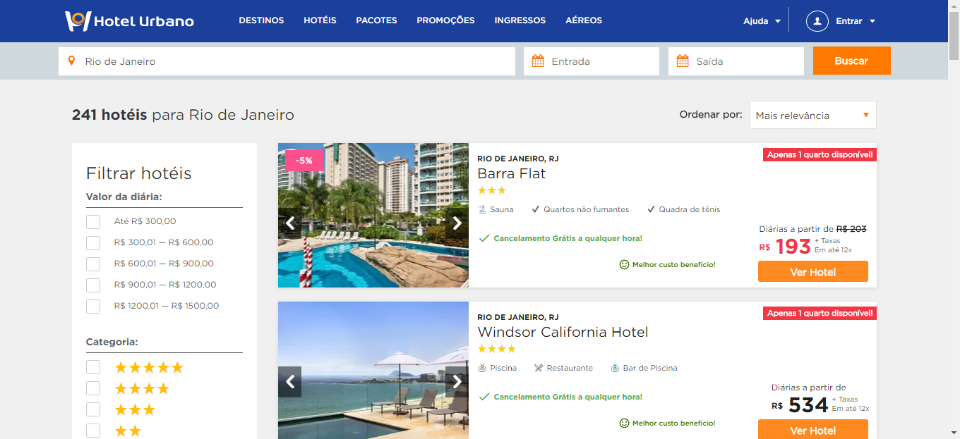 Hotel Urbano
DESTINOS HOTÉIS PACOTES PROMOÇÕES INGRESSOS AÉREOS Ajuda Entrar
Rio de Janeiro Entrada Saída Buscar
241 hotéis para Rio de Janeiro
Ordenar por: Mais relevância
Filtrar hotéis
Valor da diária:
Até R$ 300,00
R$ 300,01 — R$ 600,00
R$ 600,01 — R$ 900,00
R$ 900,01 — R$ 1200,00
R$ 1200,01 — R$ 1500,00
Categoria:
-5%
RIO DE JANEIRO, RJ
Barra Flat
Sauna Quartos não fumantes Quadra de tênis
Cancelamento Grátis a qualquer hora!
Melhor custo benefício!
Apenas 1 quarto disponível!
Diárias a partir de R$ 203
R$ 193 + Taxas
Em até 12x
Ver Hotel
RIO DE JANEIRO, RJ
Windsor California Hotel
Piscina Restaurante Bar de Piscina
Cancelamento Grátis a qualquer hora!
Melhor custo benefício!
Apenas 1 quarto disponível!
Diárias a partir de
R$ 534 + Taxas
Em até 12x
Ver Hotel